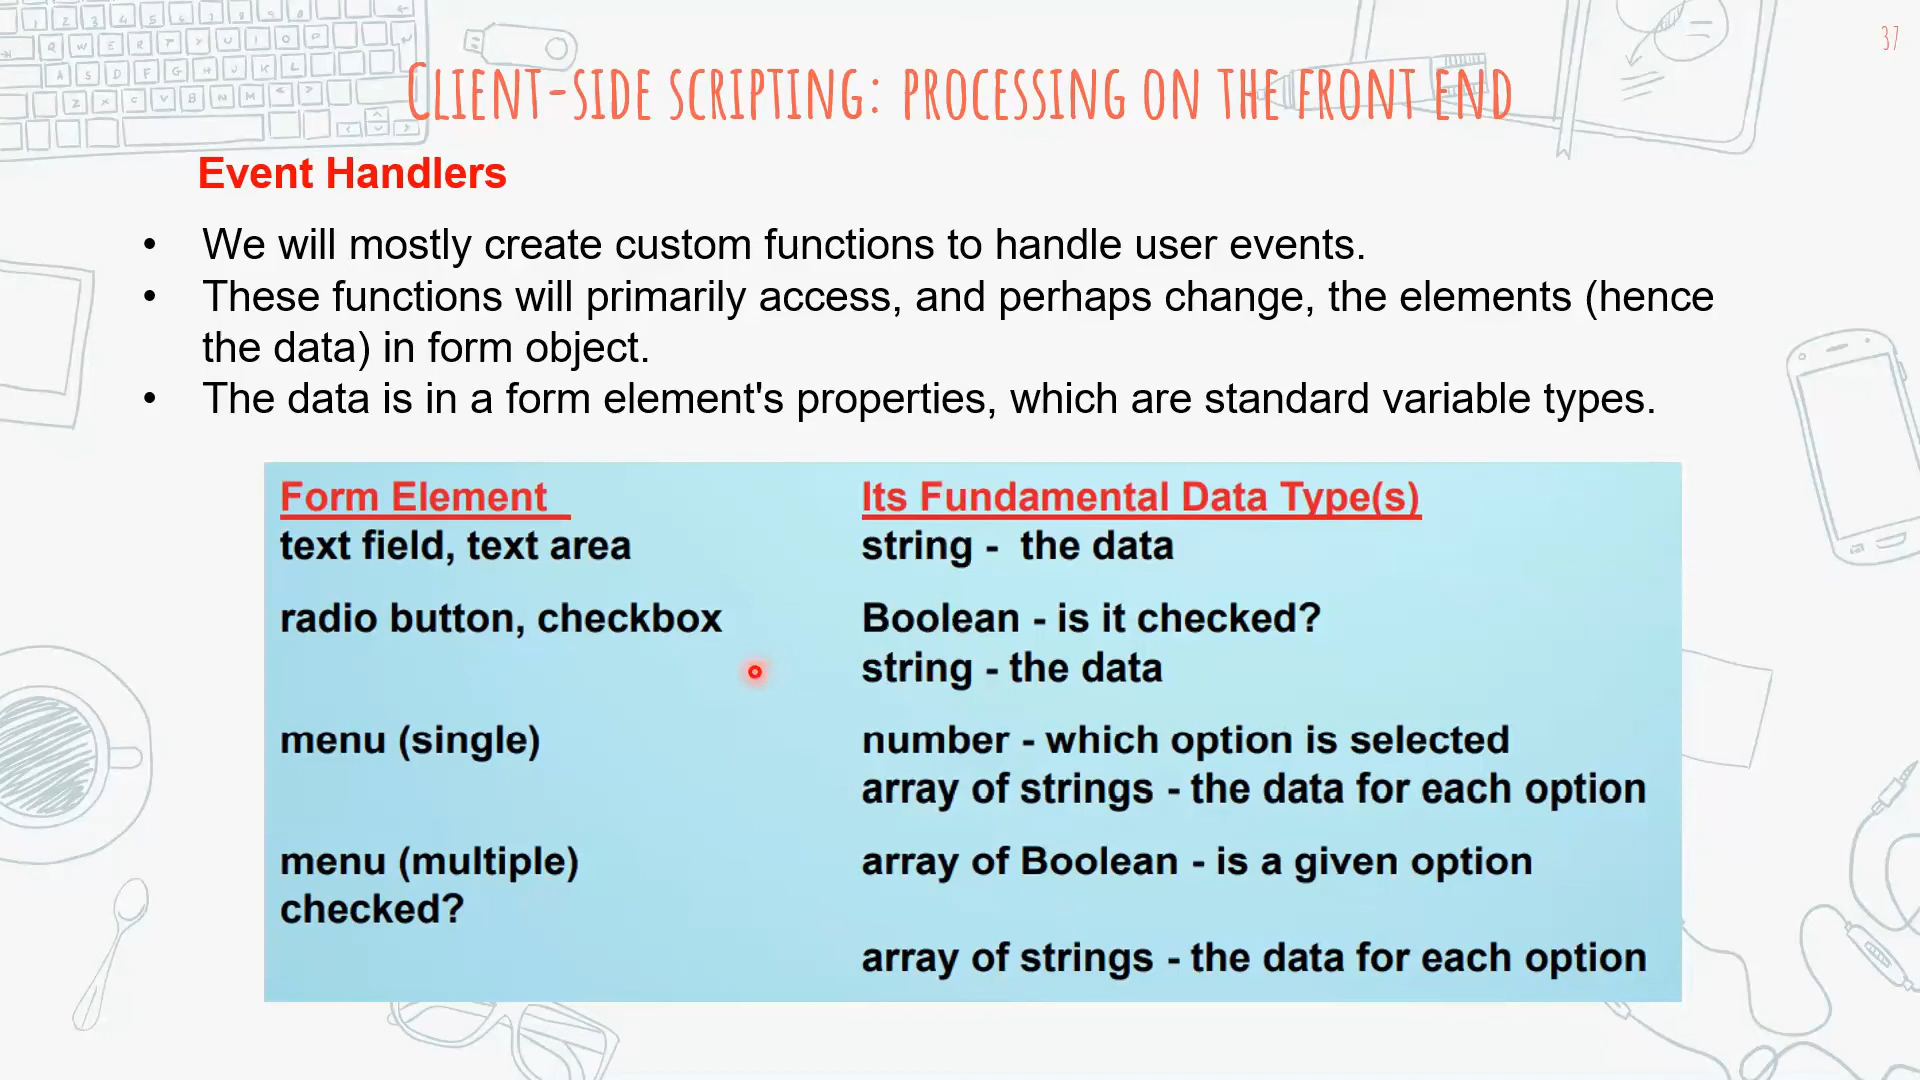 37
Client-side scripting: processing on the front end
Event Handlers
• We will mostly create custom functions to handle user events.
• These functions will primarily access, and perhaps change, the elements (hence
the data) in form object.
• The data is in a form element's properties, which are standard variable types.
Form Element Its Fundamental Data Type(s)
text field, text area string - the data
radio button, checkbox Boolean - is it checked?
string - the data
menu (single) number - which option is selected
array of strings - the data for each option
menu (multiple) array of Boolean - is a given option
checked?
array of strings - the data for each option